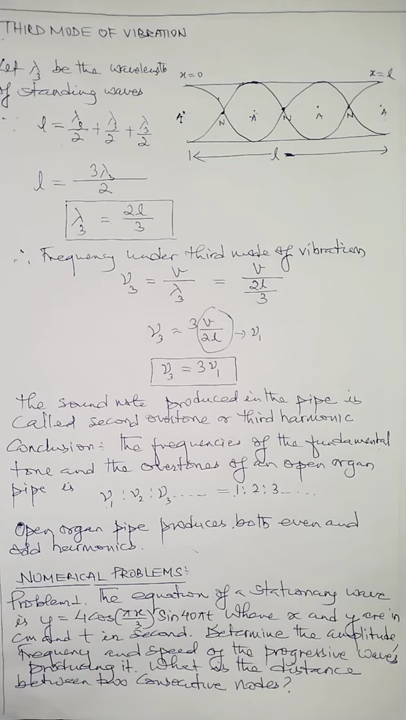 THIRD MODE OF VIBRATION
Let λ₃ be the wavelength
of standing waves
x=0 x=l
∴ l = λ₃/2 + λ₃/2 + λ₃/2
A N A N A N A
l
l = 3λ₃/2
λ₃ = 2l/3
∴ Frequency under third mode of vibration
ν₃ = v/λ₃ = v/(2l/3)
ν₃ = 3 v/2l → ν₁
ν₃ = 3ν₁
The sound note produced in the pipe is
called second overtone or third harmonic
Conclusion: The frequencies of the fundamental
tone and the overtones of an open organ
pipe is ν₁ : ν₂ : ν₃ ..... = 1: 2: 3.....
Open organ pipe produces both even and
odd harmonics.
NUMERICAL PROBLEMS:
Problem 1. The equation of a stationary wave
is y = 4cos(πx/3) sin 40πt where x and y are in
cm and t in second. Determine the amplitude
frequency and speed of the progressive waves
producing it. What is the distance
between two consecutive nodes?